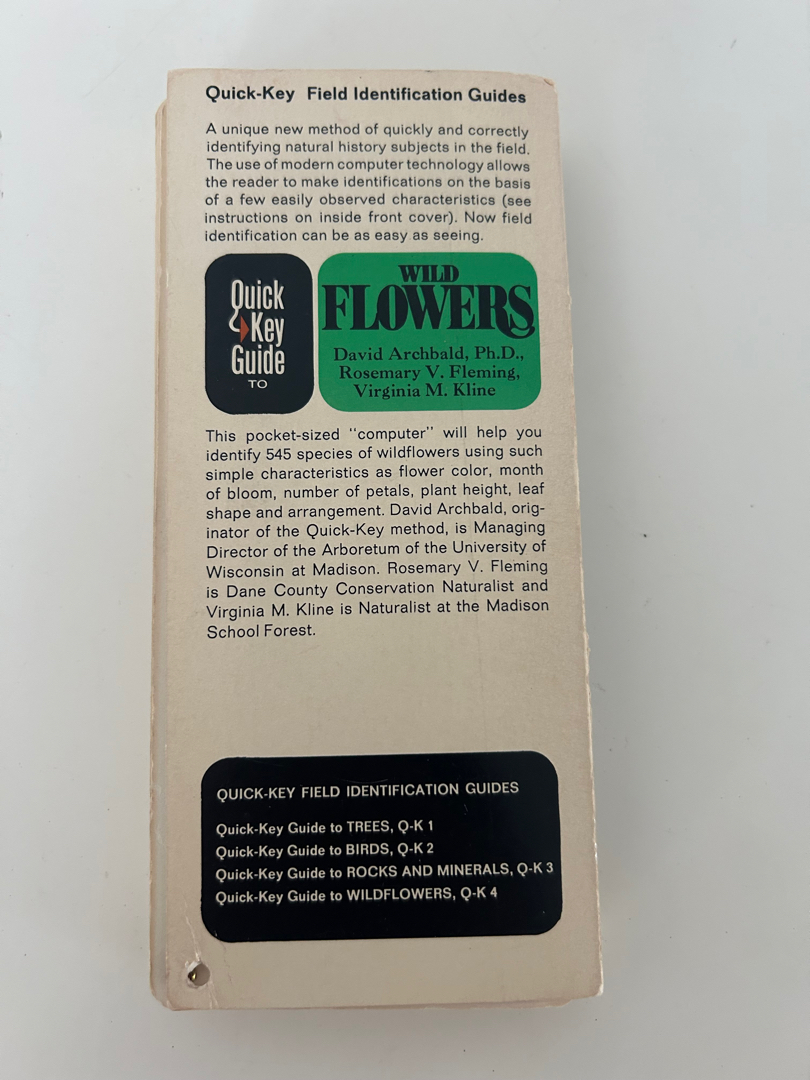 Quick-Key Field Identification Guides
A unique new method of quickly and correctly
identifying natural history subjects in the field.
The use of modern computer technology allows
the reader to make identifications on the basis
of a few easily observed characteristics (see
instructions on inside front cover). Now field
identification can be as easy as seeing.
Quick
Key
Guide
TO
WILD
FLOWERS
David Archbald, Ph.D.,
Rosemary V. Fleming,
Virginia M. Kline
This pocket-sized "computer" will help you
identify 545 species of wildflowers using such
simple characteristics as flower color, month
of bloom, number of petals, plant height, leaf
shape and arrangement. David Archbald, orig-
inator of the Quick-Key method, is Managing
Director of the Arboretum of the University of
Wisconsin at Madison. Rosemary V. Fleming
is Dane County Conservation Naturalist and
Virginia M. Kline is Naturalist at the Madison
School Forest.
QUICK-KEY FIELD IDENTIFICATION GUIDES
Quick-Key Guide to TREES, Q-K 1
Quick-Key Guide to BIRDS, Q-K 2
Quick-Key Guide to ROCKS AND MINERALS, Q-K 3
Quick-Key Guide to WILDFLOWERS, Q-K 4